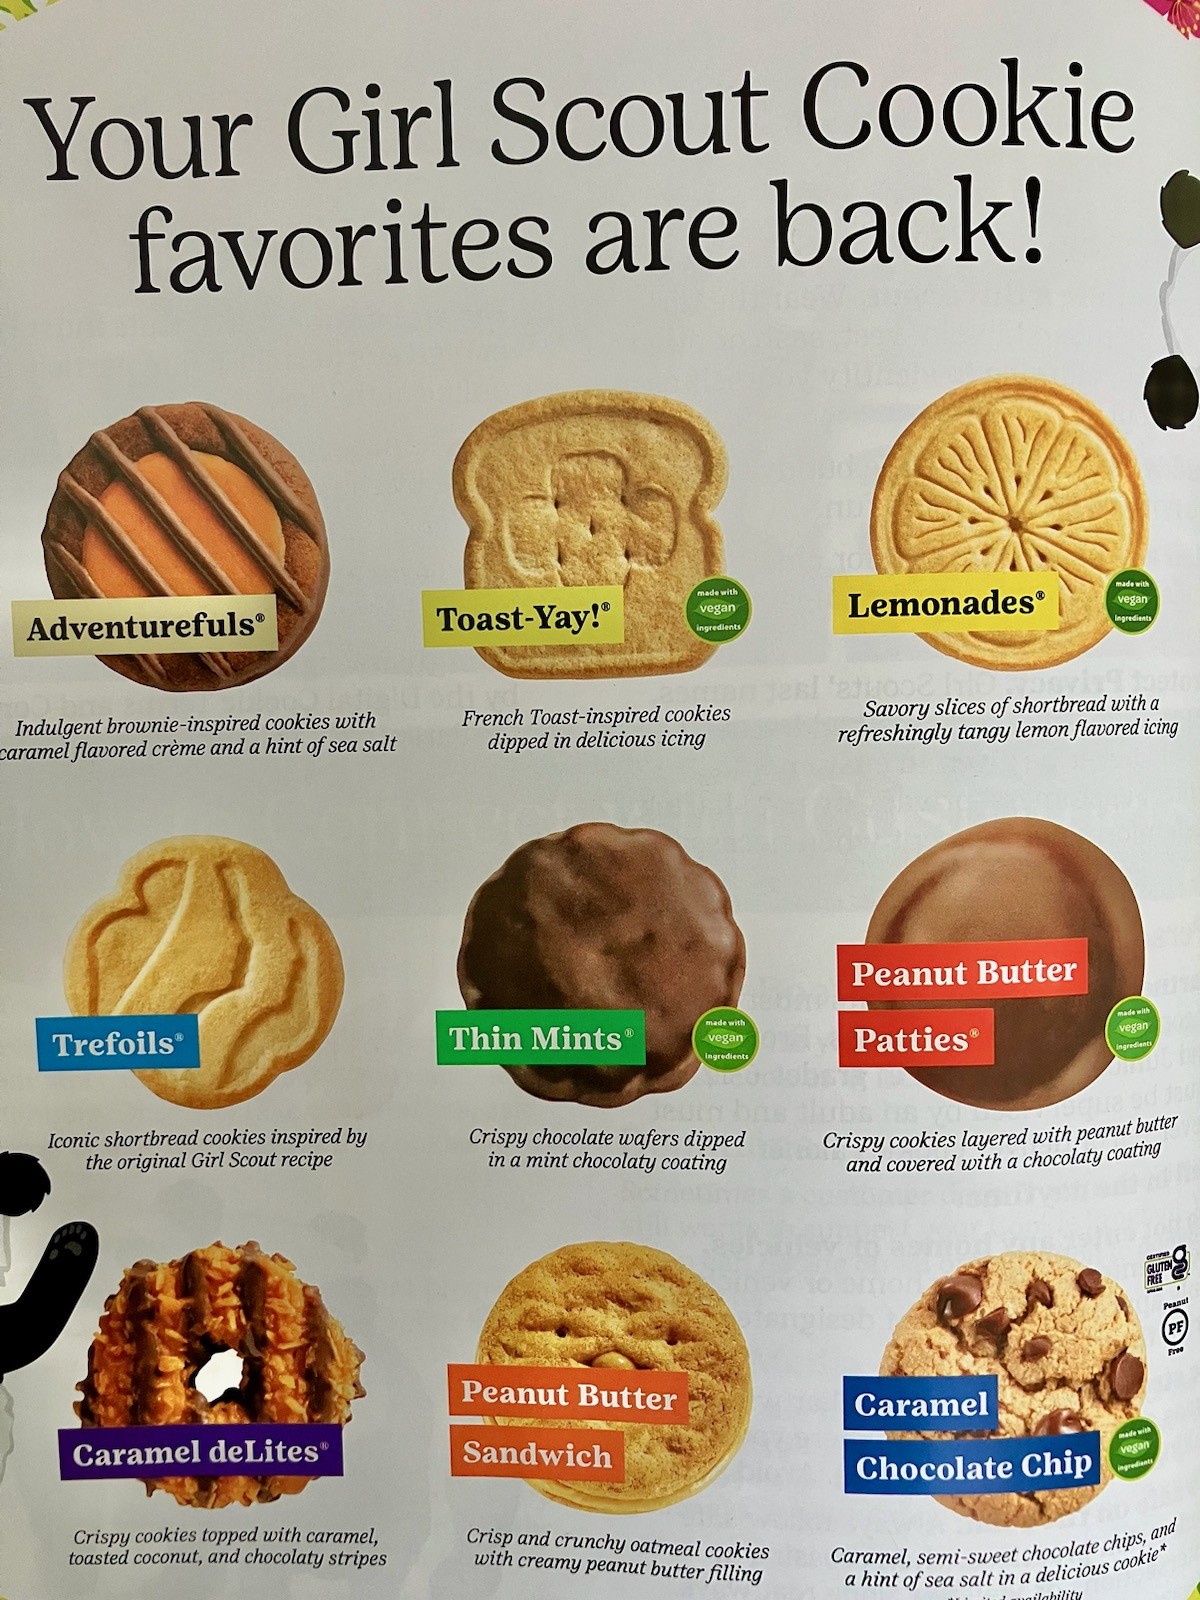 Your Girl Scout Cookie
favorites are back!
Adventurefuls®
Indulgent brownie-inspired cookies with
caramel flavored crème and a hint of sea salt
Toast-Yay!®
made with
vegan
ingredients
French Toast-inspired cookies
dipped in delicious icing
Lemonades®
made with
vegan
ingredients
Savory slices of shortbread with a
refreshingly tangy lemon flavored icing
Trefoils®
Iconic shortbread cookies inspired by
the original Girl Scout recipe
Thin Mints®
made with
vegan
ingredients
Crispy chocolate wafers dipped
in a mint chocolaty coating
Peanut Butter
Patties®
made with
vegan
ingredients
Crispy cookies layered with peanut butter
and covered with a chocolaty coating
Caramel deLites®
Crispy cookies topped with caramel,
toasted coconut, and chocolaty stripes
Peanut Butter
Sandwich
Crisp and crunchy oatmeal cookies
with creamy peanut butter filling
CERTIFIED
GLUTEN
FREE
Peanut
PF
Free
Caramel
Chocolate Chip
made with
vegan
ingredients
Caramel, semi-sweet chocolate chips, and
a hint of sea salt in a delicious cookie*
availability